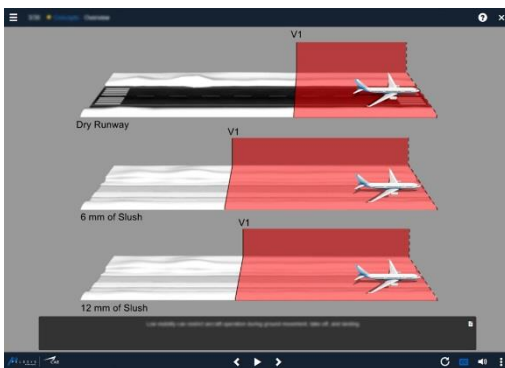 V1
Dry Runway
V1
6 mm of Slush
V1
12 mm of Slush
Low visibility can restrict aircraft operation during ground movement, take-off, and landing.
CAE